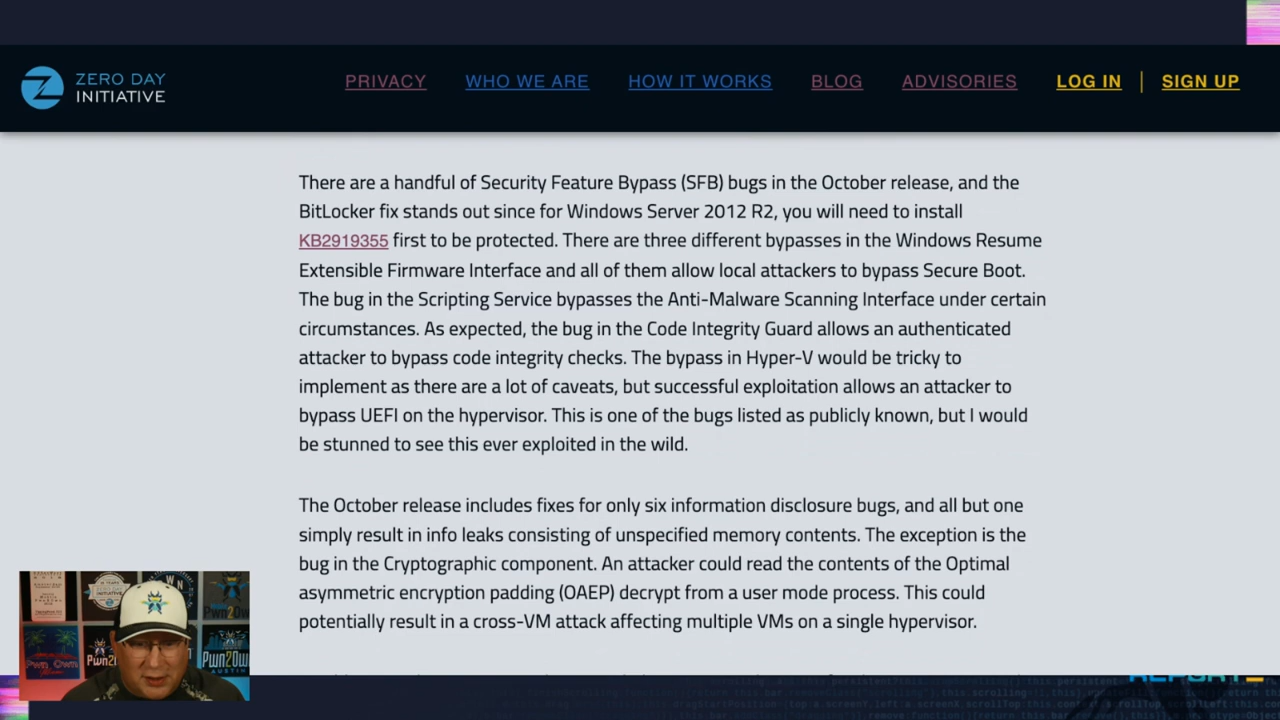 ZERO DAY
INITIATIVE
PRIVACY
WHO WE ARE
HOW IT WORKS
BLOG
ADVISORIES
LOG IN
SIGN UP
There are a handful of Security Feature Bypass (SFB) bugs in the October release, and the
BitLocker fix stands out since for Windows Server 2012 R2, you will need to install
KB2919355 first to be protected. There are three different bypasses in the Windows Resume
Extensible Firmware Interface and all of them allow local attackers to bypass Secure Boot.
The bug in the Scripting Service bypasses the Anti-Malware Scanning Interface under certain
circumstances. As expected, the bug in the Code Integrity Guard allows an authenticated
attacker to bypass code integrity checks. The bypass in Hyper-V would be tricky to
implement as there are a lot of caveats, but successful exploitation allows an attacker to
bypass UEFI on the hypervisor. This is one of the bugs listed as publicly known, but I would
be stunned to see this ever exploited in the wild.
The October release includes fixes for only six information disclosure bugs, and all but one
simply result in info leaks consisting of unspecified memory contents. The exception is the
bug in the Cryptographic component. An attacker could read the contents of the Optimal
asymmetric encryption padding (OAEP) decrypt from a user mode process. This could
potentially result in a cross-VM attack affecting multiple VMs on a single hypervisor.
Pwn2Own
AUSTIN